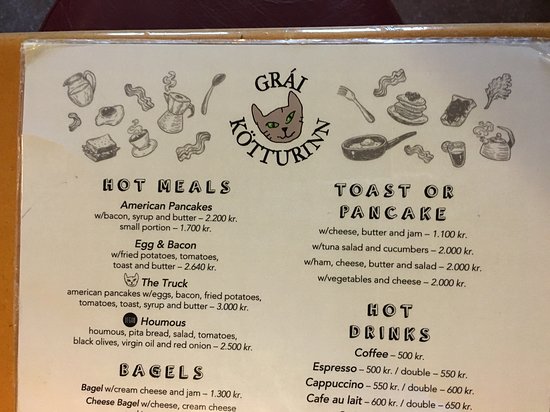 GRÁI
KÖTTURINN
HOT MEALS
American Pancakes
w/bacon, syrup and butter – 2.200 kr.
small portion – 1.700 kr.
Egg & Bacon
w/fried potatoes, tomatoes,
toast and butter – 2.640 kr.
The Truck
american pancakes w/eggs, bacon, fried potatoes,
tomatoes, toast, syrup and butter – 3.000 kr.
VEGAN Houmous
houmous, pita bread, salad, tomatoes,
black olives, virgin oil and red onion – 2.500 kr.
BAGELS
Bagel w/cream cheese and jam – 1.300 kr.
Cheese Bagel w/cheese, cream cheese
TOAST OR
PANCAKE
w/cheese, butter and jam – 1.100 kr.
w/tuna salad and cucumbers – 2.000 kr.
w/ham, cheese, butter and salad – 2.000 kr.
w/vegetables and cheese – 2.000 kr.
HOT
DRINKS
Coffee – 500 kr.
Espresso – 500 kr. / double – 550 kr.
Cappuccino – 550 kr. / double – 600 kr.
Cafe au lait – 600 kr. / double – 650 kr.